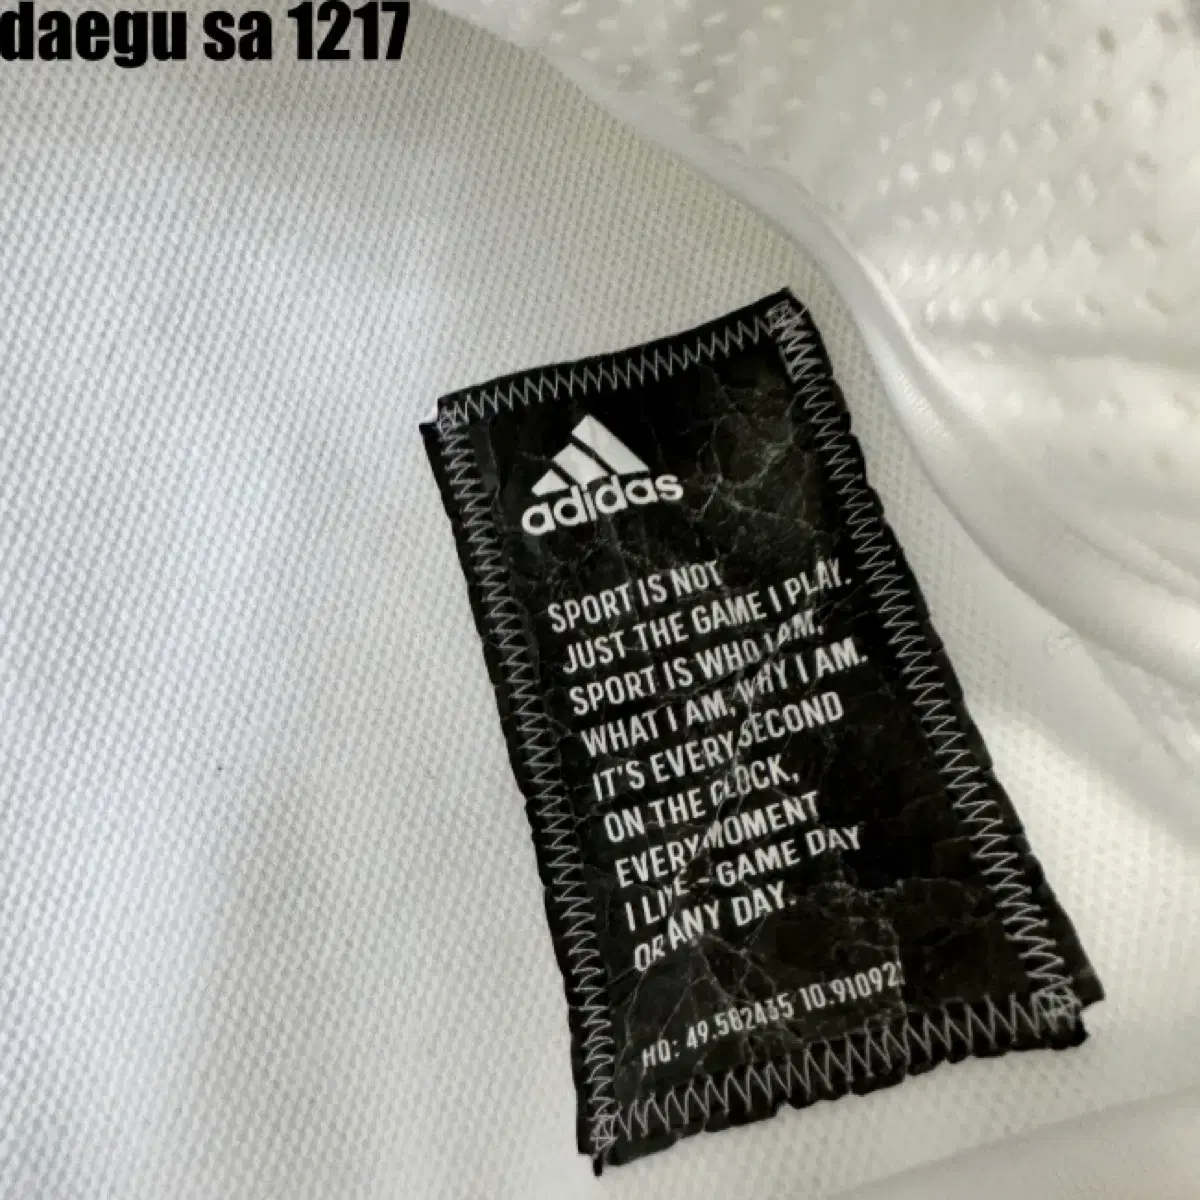 daegu sa 1217
adidas
SPORT IS NOT
JUST THE GAME I PLAY.
SPORT IS WHO I AM,
WHAT I AM, WHY I AM.
IT'S EVERY SECOND
ON THE CLOCK,
EVERY MOMENT
I LIVE - GAME DAY
OR ANY DAY.
HQ: 49.582435 10.91092